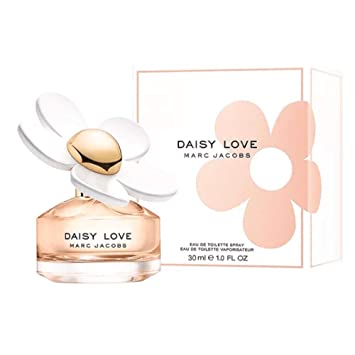 DAISY LOVE
MARC JACOBS
DAISY LOVE
MARC JACOBS
EAU DE TOILETTE SPRAY
EAU DE TOILETTE VAPORISATEUR
30 ml ℮ 1.0 FL OZ